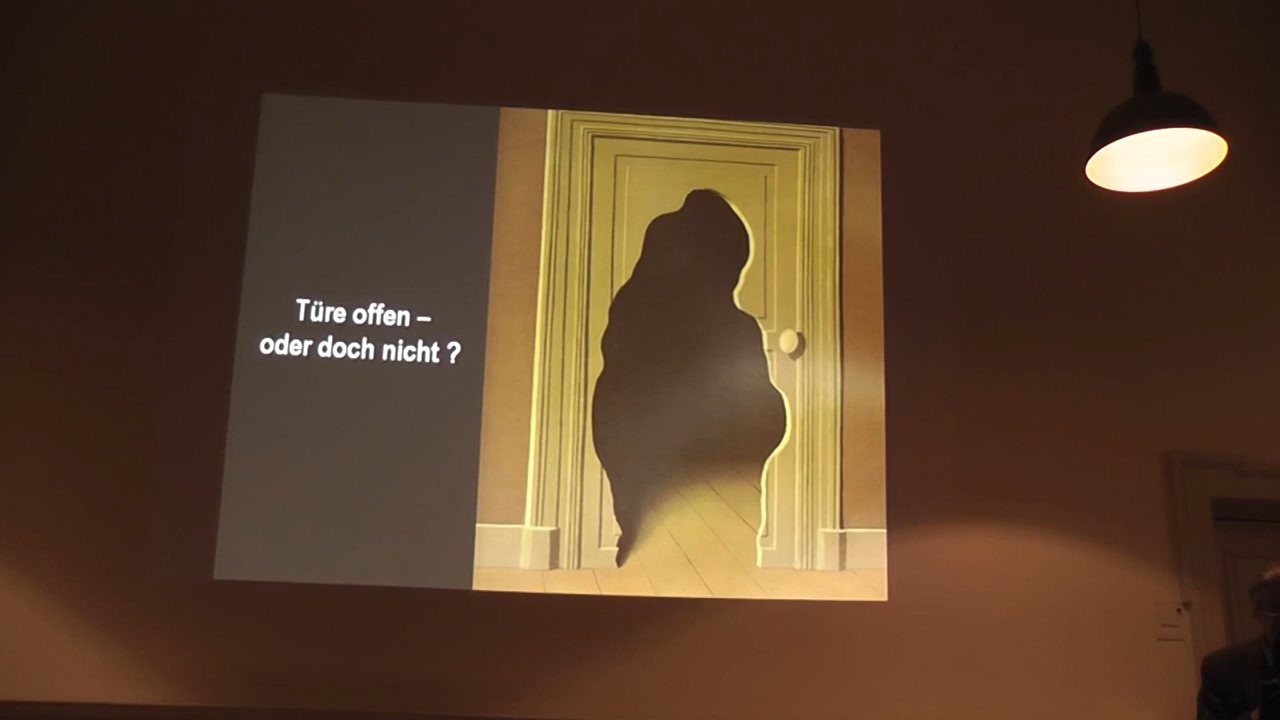 Türe offen –
oder doch nicht ?